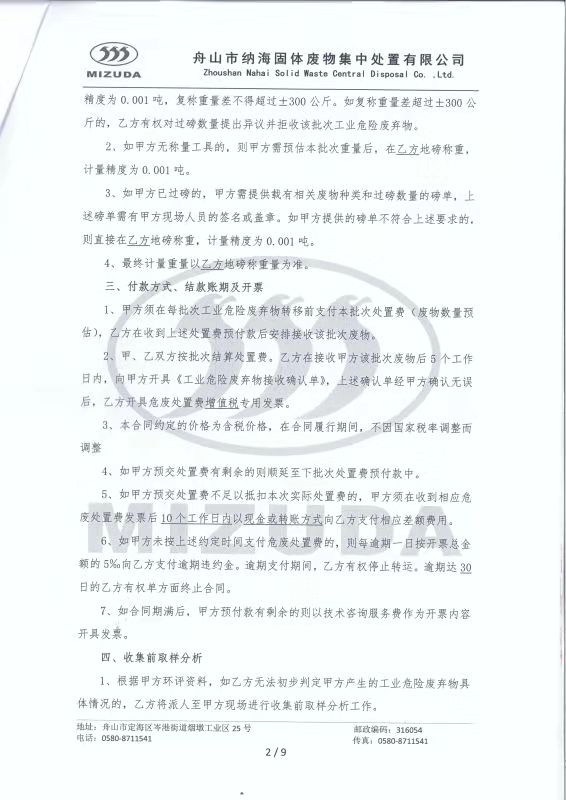 MIZUDA
舟山市纳海固体废物集中处置有限公司
Zhoushan Nahai Solid Waste Central Disposal Co. ,Ltd.
精度为 0.001 吨，复称重量差不得超过±300 公斤。如复称重量差超过±300 公
斤的，乙方有权对过磅数量提出异议并拒收该批次工业危险废弃物。
2、如甲方无称量工具的，则甲方需预估本批次重量后，在乙方地磅称重，
计量精度为 0.001 吨。
3、如甲方已过磅的，甲方需提供载有相关废物种类和过磅数量的磅单，上
述磅单需有甲方现场人员的签名或盖章。如甲方提供的磅单不符合上述要求的，
则直接在乙方地磅称重，计量精度为 0.001 吨。
4、最终计量重量以乙方地磅称重量为准。
三、付款方式、结款账期及开票
1、甲方须在每批次工业危险废弃物转移前支付本批次处置费（废物数量预
估），乙方在收到上述处置费预付款后安排接收该批次废物。
2、甲、乙双方按批次结算处置费。乙方在接收甲方该批次废物后 5 个工作
日内，向甲方开具《工业危险废弃物接收确认单》，上述确认单经甲方确认无误
后，乙方开具危废处置费增值税专用发票。
3、本合同约定的价格为含税价格，在合同履行期间，不因国家税率调整而
调整
4、如甲方预交处置费有剩余的则顺延至下批次处置费预付款中。
5、如甲方预交处置费不足以抵扣本次实际处置费的，甲方须在收到相应危
废处置费发票后 10 个工作日内以现金或转账方式向乙方支付相应差额费用。
6、如甲方未按上述约定时间支付危废处置费的，则每逾期一日按开票总金
额的 5‰向乙方支付逾期违约金。逾期支付期间，乙方有权停止转运。逾期达 30
日的乙方有权单方面终止合同。
7、如合同期满后，甲方预付款有剩余的则以技术咨询服务费作为开票内容
开具发票。
四、收集前取样分析
1、根据甲方环评资料，如乙方无法初步判定甲方产生的工业危险废弃物具
体情况的，乙方将派人至甲方现场进行收集前取样分析工作。
MIZUDA
地址：舟山市定海区岑港街道烟墩工业区 25 号
邮政编码：316054
电话：0580-8711541
传真：0580-8711541
2 / 9